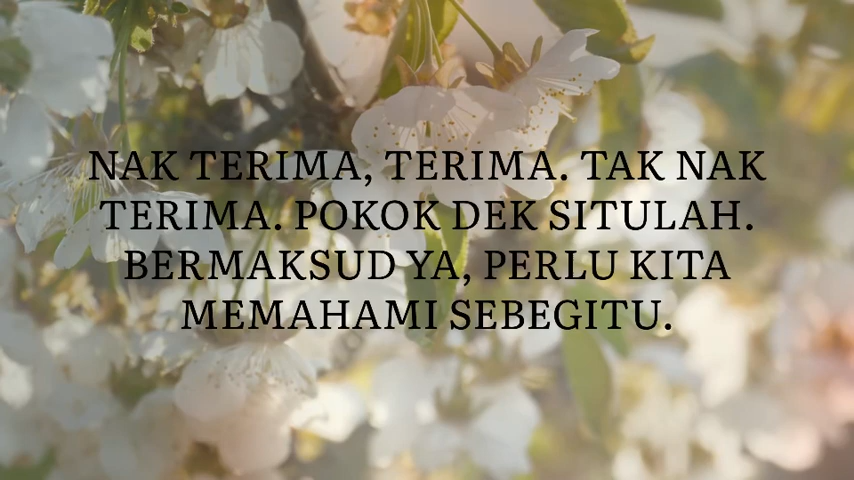 NAK TERIMA, TERIMA. TAK NAK
TERIMA. POKOK DEK SITULAH.
BERMAKSUD YA, PERLU KITA
MEMAHAMI SEBEGITU.